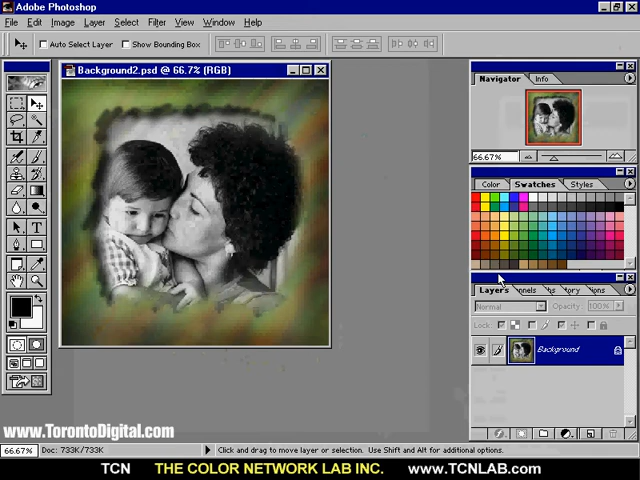 Adobe Photoshop
File Edit Image Layer Select Filter View Window Help
Auto Select Layer Show Bounding Box
Background2.psd @ 66.7% (RGB)
Navigator Info
66.67%
Color Swatches Styles
Layers
Normal Opacity: 100%
Lock:
Background
www.TorontoDigital.com
66.67% Doc: 733K/733K Click and drag to move layer or selection. Use Shift and Alt for additional options.
TCN THE COLOR NETWORK LAB INC. www.TCNLAB.com